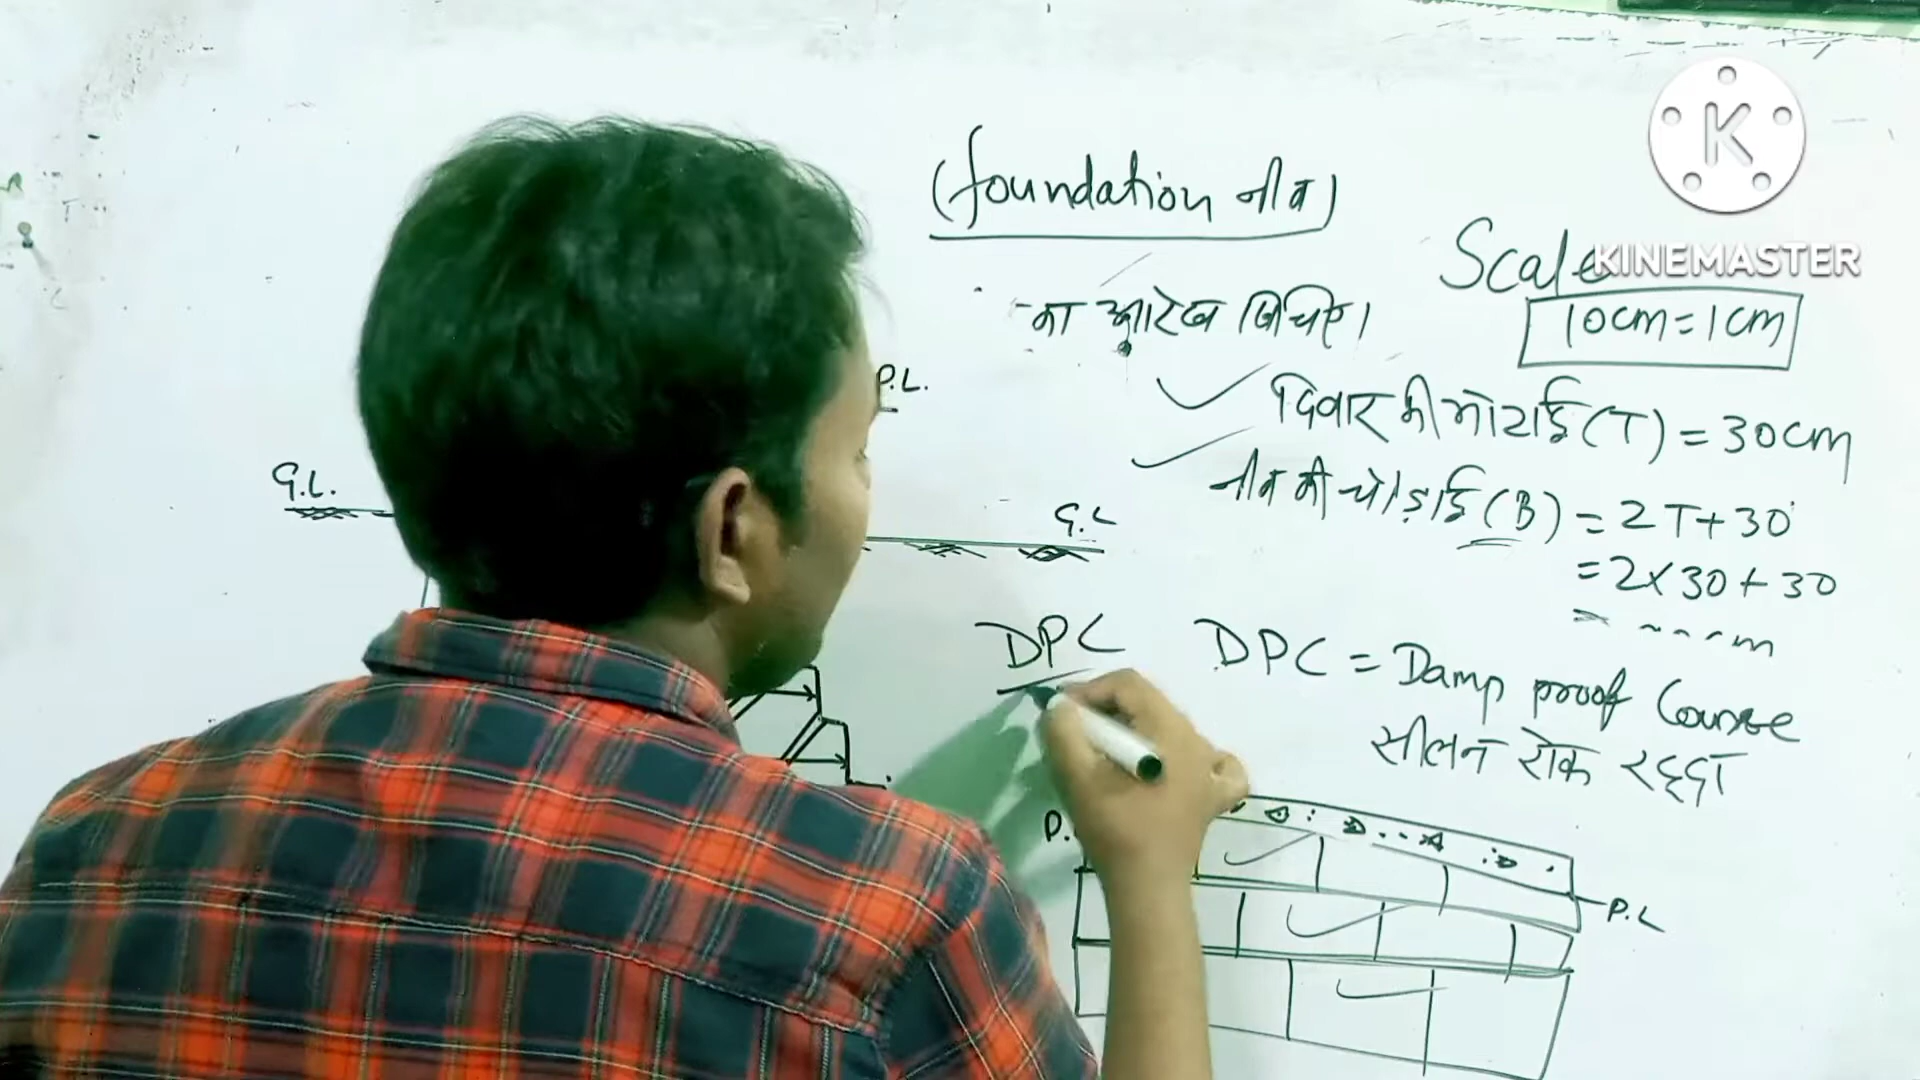 (foundation नीव)
का आरेख खिचिए।
KINEMASTER
Scale
10cm=1cm
P.L.
दिवार की मोटाई (T) = 30cm
G.L.
नीव की चोड़ाई (B) = 2T+30
G.L
= 2×30+30
DPC
DPC = Damp proof Course
सीलन रोक रद्दा
P.L